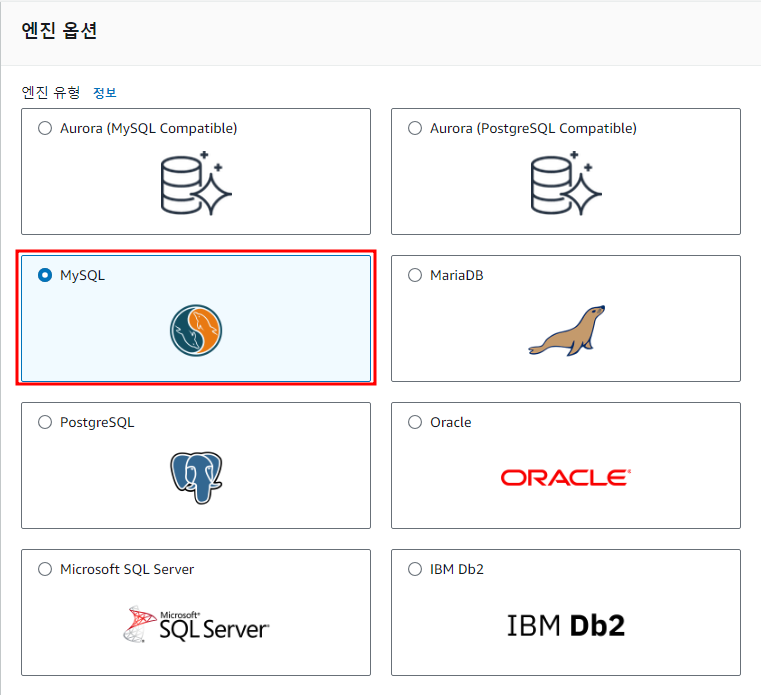 엔진 옵션
엔진 유형 정보
Aurora (MySQL Compatible)
Aurora (PostgreSQL Compatible)
MySQL
MariaDB
PostgreSQL
Oracle
ORACLE®
Microsoft SQL Server
Microsoft®
SQL Server®
IBM Db2
IBM Db2